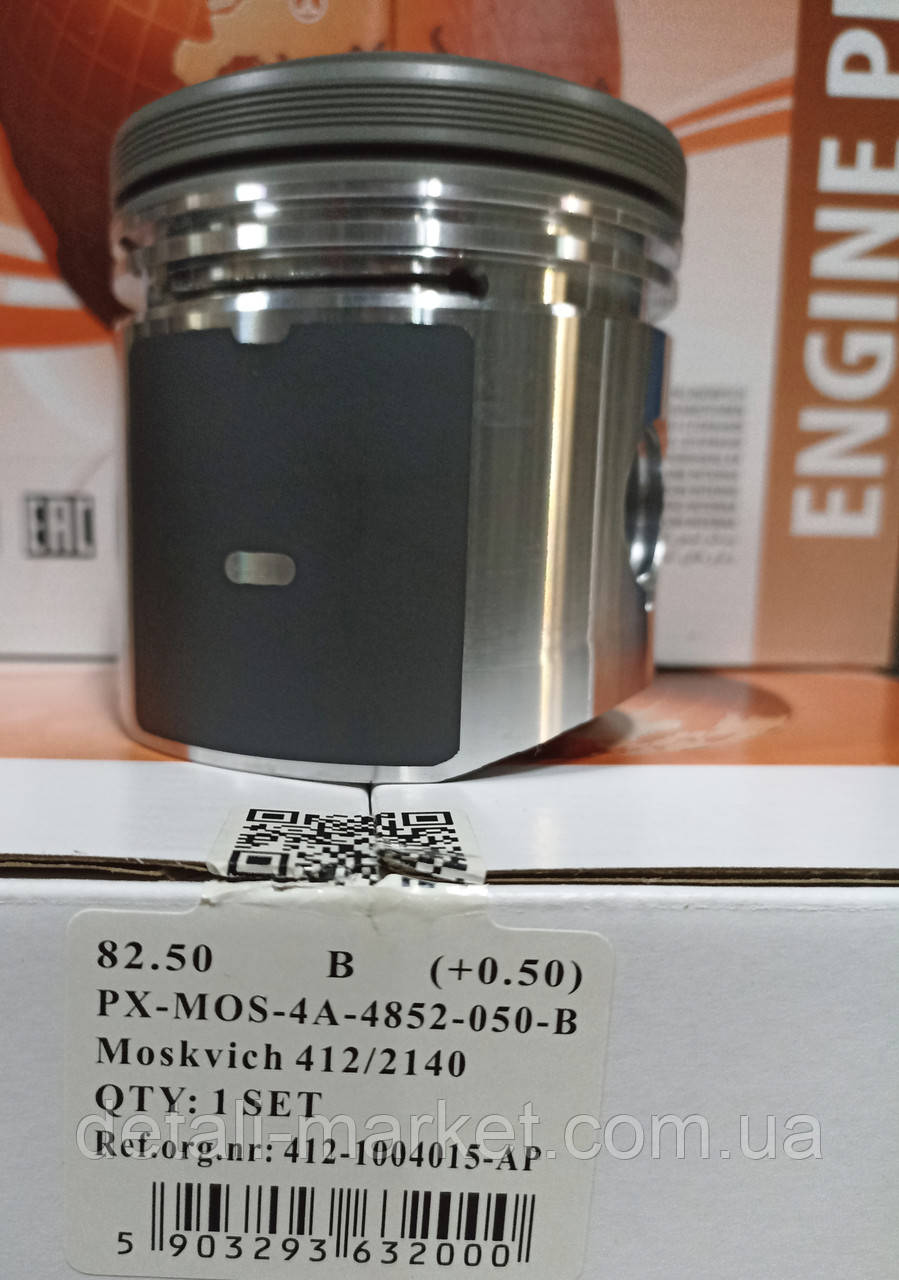 ENGINE
EAC
82.50 B (+0.50)
PX-MOS-4A-4852-050-B
Moskvich 412/2140
QTY: 1 SET
detali-market.com.ua
Ref.org.nr: 412-1004015-AP
5 903293 632000